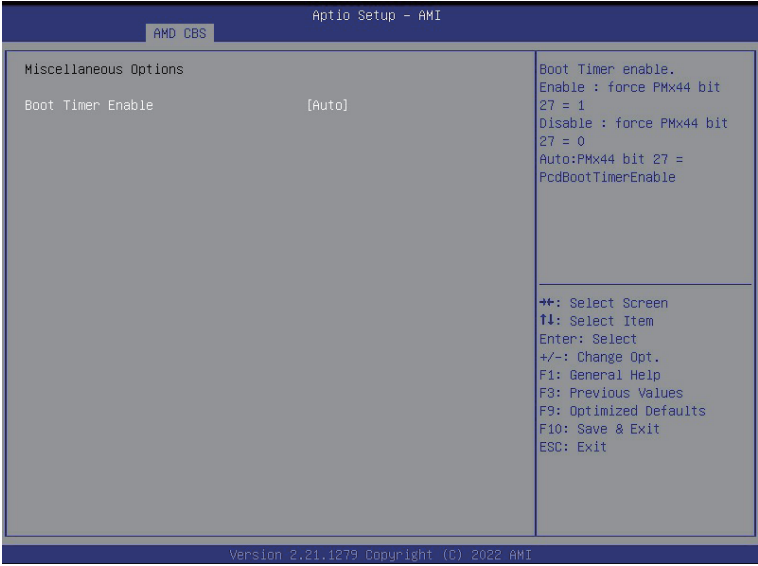 Aptio Setup – AMI
AMD CBS
Miscellaneous Options
Boot Timer Enable [Auto]
Boot Timer enable.
Enable : force PMx44 bit
27 = 1
Disable : force PMx44 bit
27 = 0
Auto:PMx44 bit 27 =
PcdBootTimerEnable
→←: Select Screen
↑↓: Select Item
Enter: Select
+/-: Change Opt.
F1: General Help
F3: Previous Values
F9: Optimized Defaults
F10: Save & Exit
ESC: Exit
Version 2.21.1279 Copyright (C) 2022 AMI